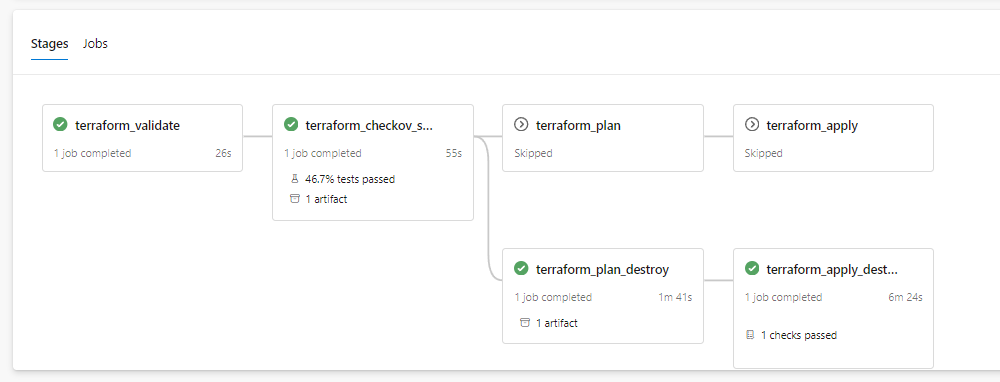 Stages Jobs
terraform_validate
1 job completed 26s
terraform_checkov_s...
1 job completed 55s
46.7% tests passed
1 artifact
terraform_plan
Skipped
terraform_apply
Skipped
terraform_plan_destroy
1 job completed 1m 41s
1 artifact
terraform_apply_dest...
1 job completed 6m 24s
1 checks passed